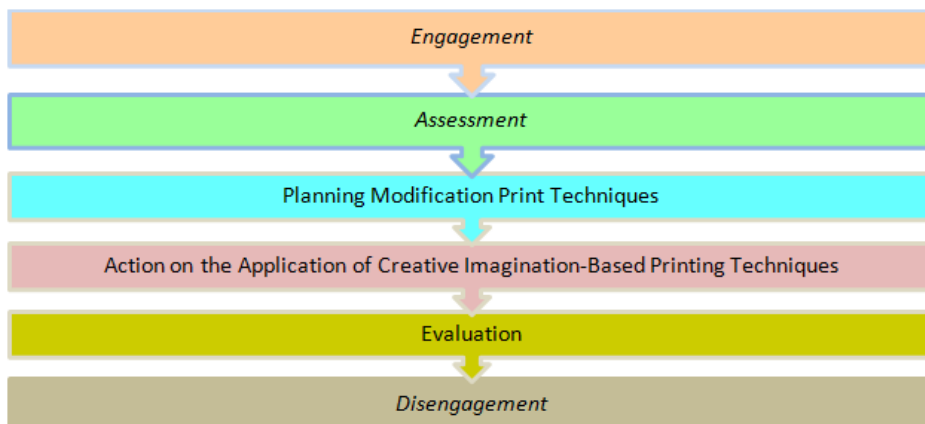 Engagement
Assessment
Planning Modification Print Techniques
Action on the Application of Creative Imagination-Based Printing Techniques
Evaluation
Disengagement